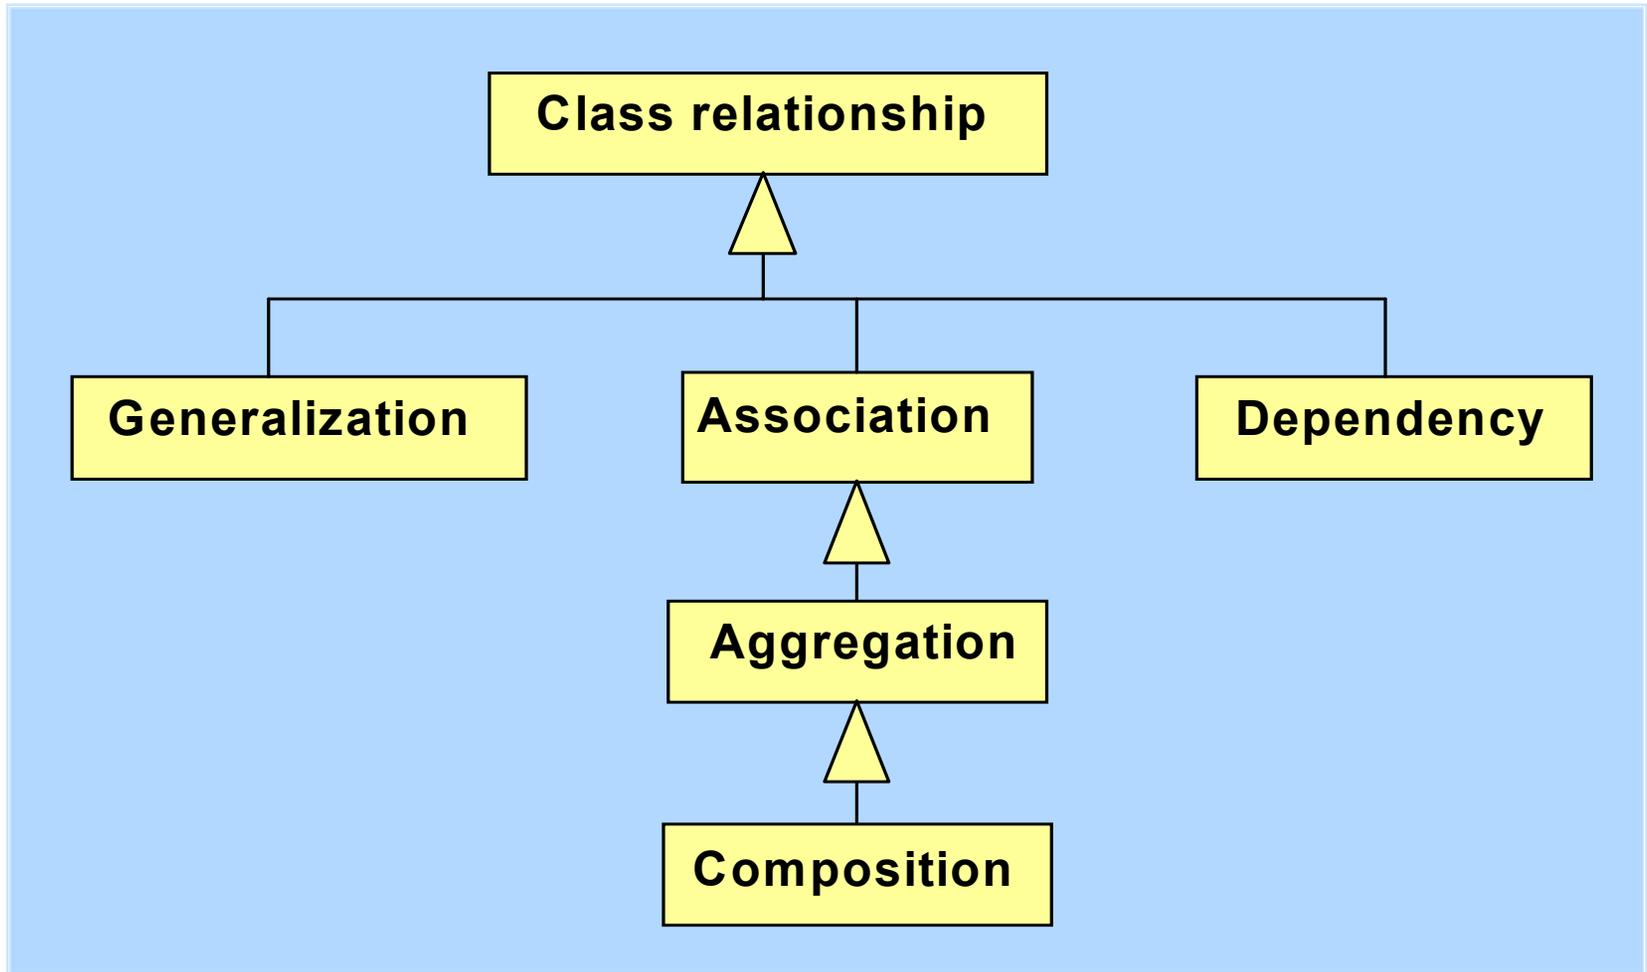 Class relationship
Generalization
Association
Dependency
Aggregation
Composition